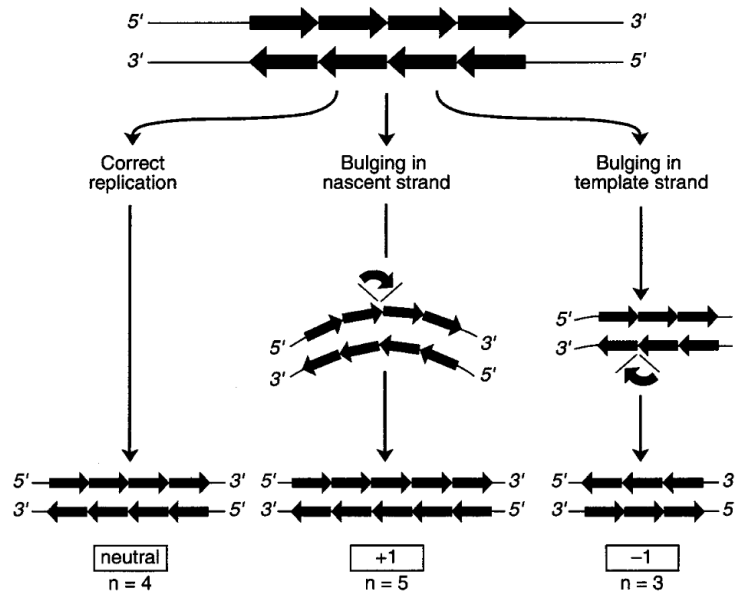 5' 3'
3' 5'
Correct
replication
Bulging in
nascent strand
Bulging in
template strand
5' 3'
3' 5'
5'
3'
5' 3'
3' 5'
neutral
n = 4
5' 3'
3' 5'
+1
n = 5
5' 3
3' 5
−1
n = 3